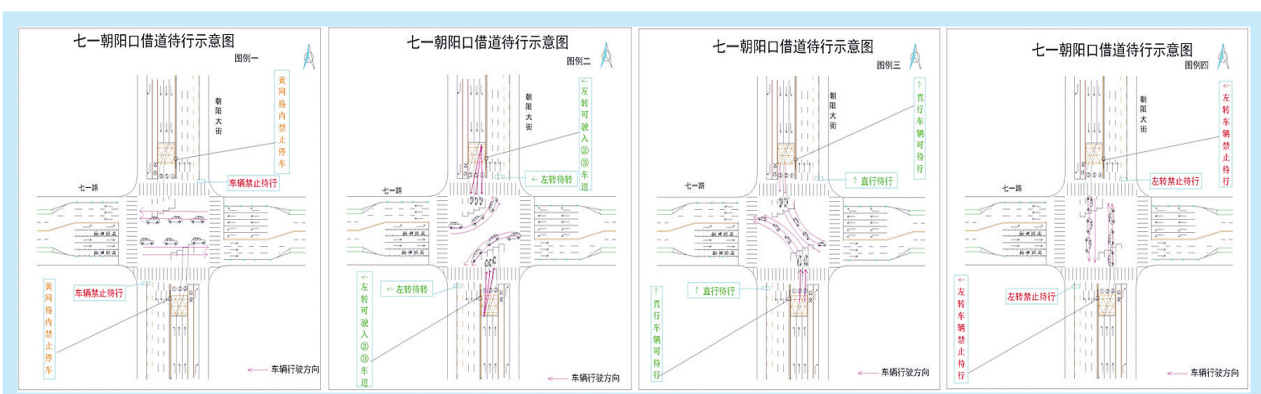 七一朝阳口借道待行示意图
图例一
黄网格内禁止停车
朝阳大街
车辆禁止待行
七一路
黄网格内禁止停车
车辆禁止待行
车辆行驶方向
七一朝阳口借道待行示意图
图例二
←左转可驶入②③车道
朝阳大街
←左转待转
七一路
←左转可驶入②③车道
←左转待转
车辆行驶方向
七一朝阳口借道待行示意图
图例三
↑直行车辆可待行
朝阳大街
↑直行待行
七一路
↑直行车辆可待行
↑直行待行
车辆行驶方向
七一朝阳口借道待行示意图
图例四
←左转车辆禁止待行
朝阳大街
左转禁止待行
七一路
←左转车辆禁止待行
左转禁止待行
车辆行驶方向